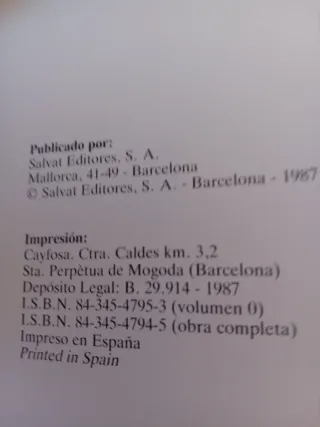 Publicado por:
Salvat Editores, S. A.
Mallorca, 41-49 - Barcelona
© Salvat Editores, S. A. - Barcelona - 1987
Impresión:
Cayfosa. Ctra. Caldes km. 3,2
Sta. Perpètua de Mogoda (Barcelona)
Depósito Legal: B. 29.914 - 1987
I.S.B.N. 84-345-4795-3 (volumen 0)
I.S.B.N. 84-345-4794-5 (obra completa)
Impreso en España
Printed in Spain